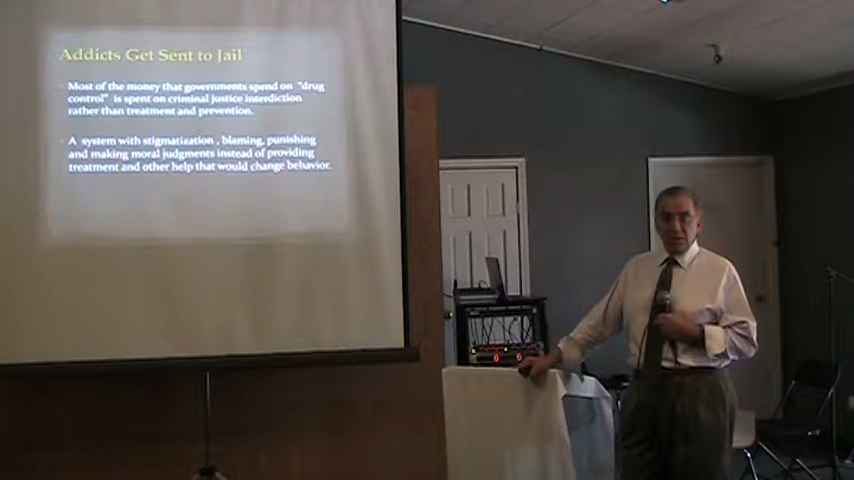 Addicts Get Sent to Jail
Most of the money that governments spend on "drug
control" is spent on criminal justice interdiction
rather than treatment and prevention.
A system with stigmatization , blaming, punishing
and making moral judgments instead of providing
treatment and other help that would change behavior.